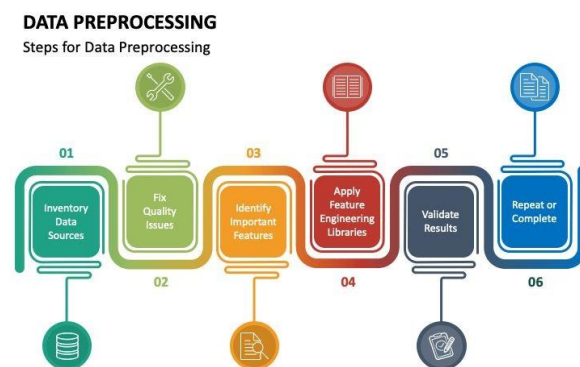 DATA PREPROCESSING
Steps for Data Preprocessing
01
Inventory
Data
Sources
02
Fix
Quality
Issues
03
Identify
Important
Features
04
Apply
Feature
Engineering
Libraries
05
Validate
Results
06
Repeat or
Complete